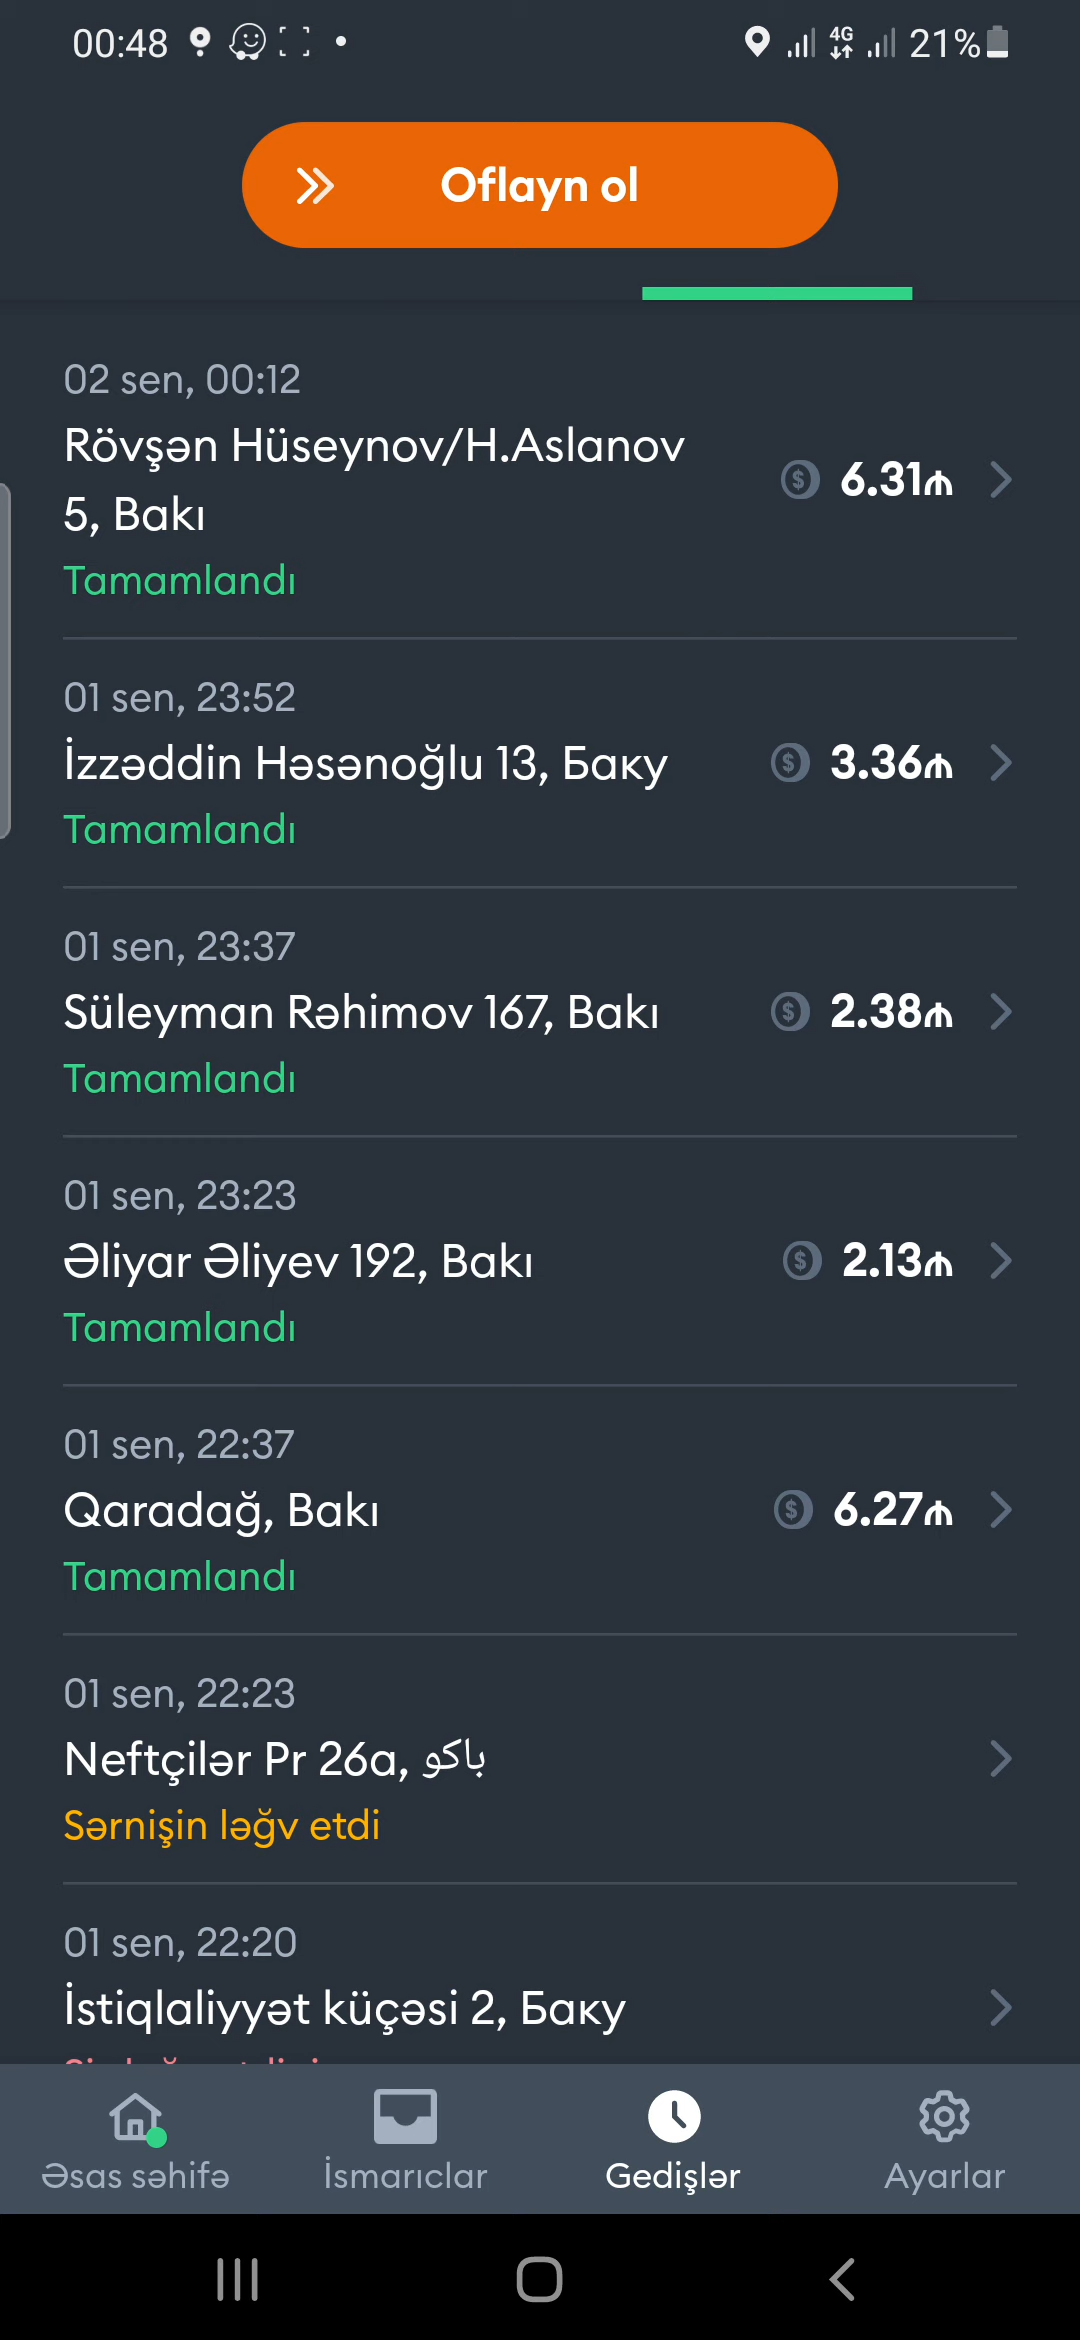 00:48
4G
21%
Oflayn ol
02 sen, 00:12
Rövşən Hüseynov/H.Aslanov
5, Bakı
6.31₼
Tamamlandı
01 sen, 23:52
İzzəddin Həsənoğlu 13, Баку
3.36₼
Tamamlandı
01 sen, 23:37
Süleyman Rəhimov 167, Bakı
2.38₼
Tamamlandı
01 sen, 23:23
Əliyar Əliyev 192, Bakı
2.13₼
Tamamlandı
01 sen, 22:37
Qaradağ, Bakı
6.27₼
Tamamlandı
01 sen, 22:23
Neftçilər Pr 26a, باکو
Sərnişin ləğv etdi
01 sen, 22:20
İstiqlaliyyət küçəsi 2, Баку
Əsas səhifə
İsmarıclar
Gedişlər
Ayarlar